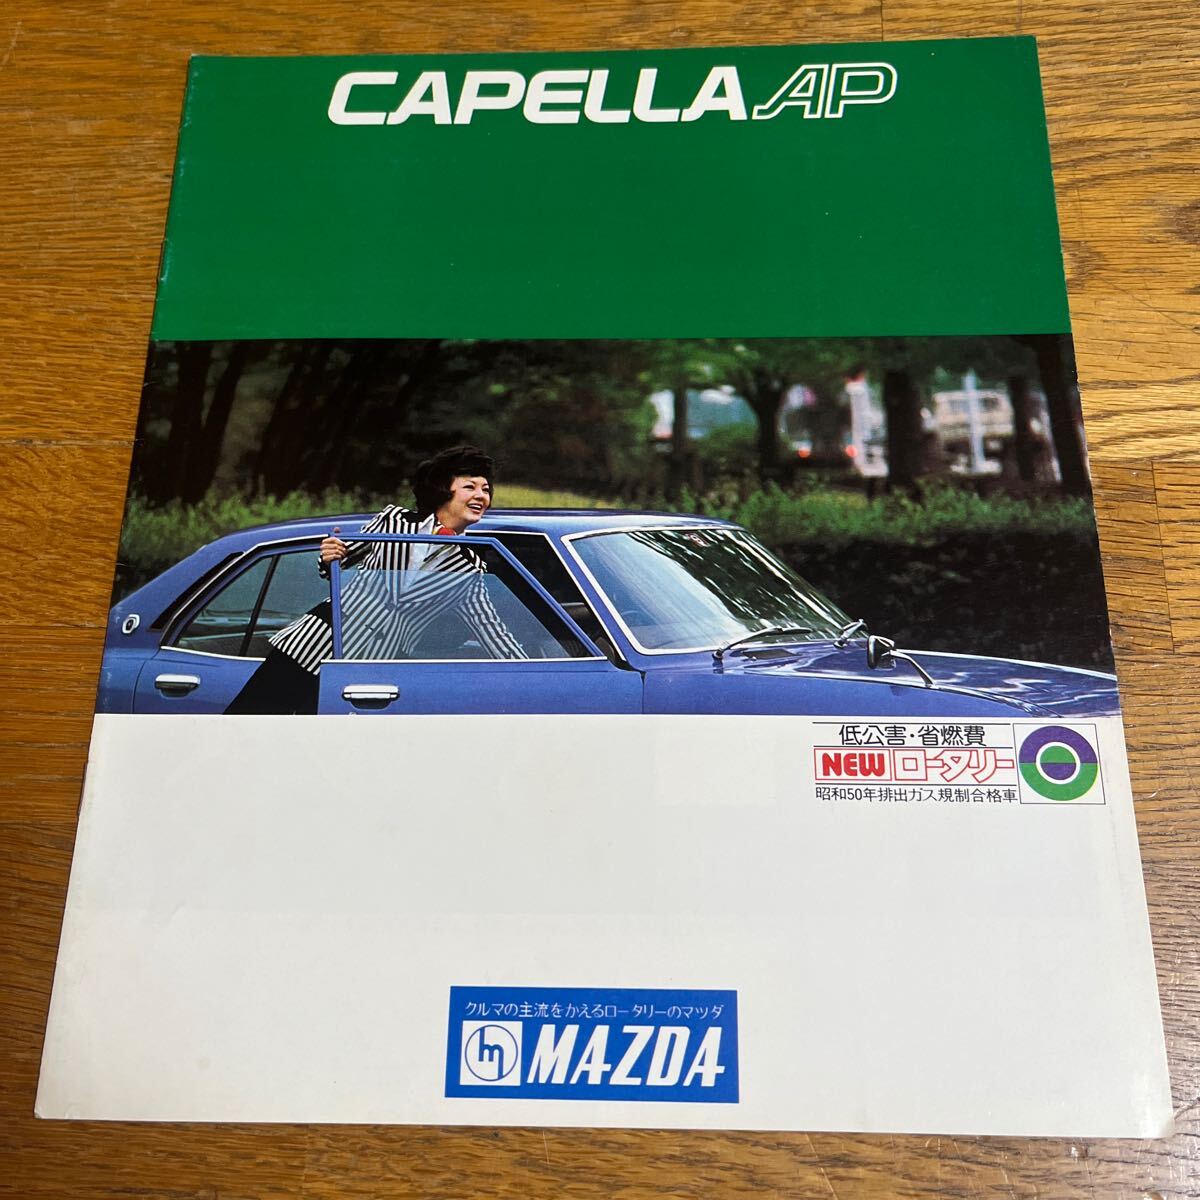 CAPELLA AP
低公害・省燃費
NEW ロータリー
昭和50年排出ガス規制合格車
クルマの主流をかえるロータリーのマツダ
m MAZDA